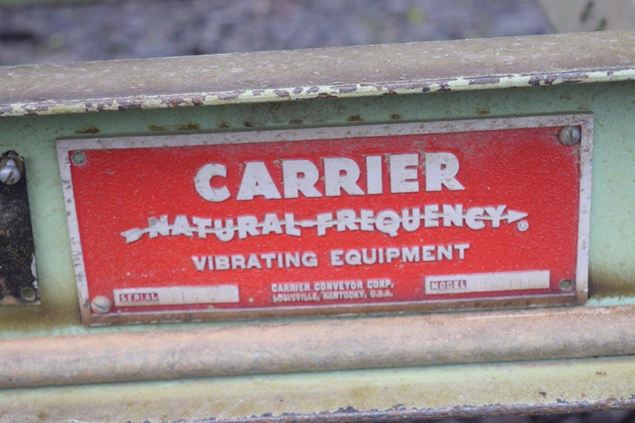 CARRIER
NATURAL-FREQUENCY®
VIBRATING EQUIPMENT
SERIAL
CARRIER CONVEYOR CORP.
LOUISVILLE, KENTUCKY, U.S.A.
MODEL